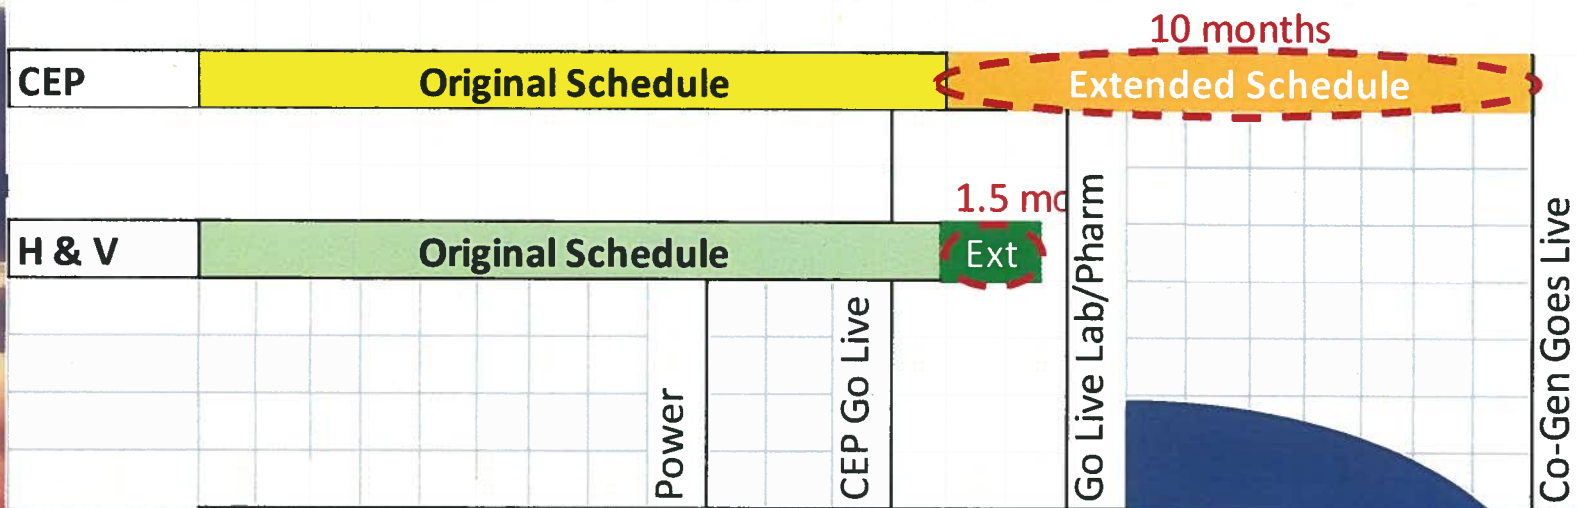 10 months
CEP
Original Schedule
Extended Schedule
1.5 mo
H & V
Original Schedule
Ext
Power
CEP Go Live
Go Live Lab/Pharm
Co-Gen Goes Live